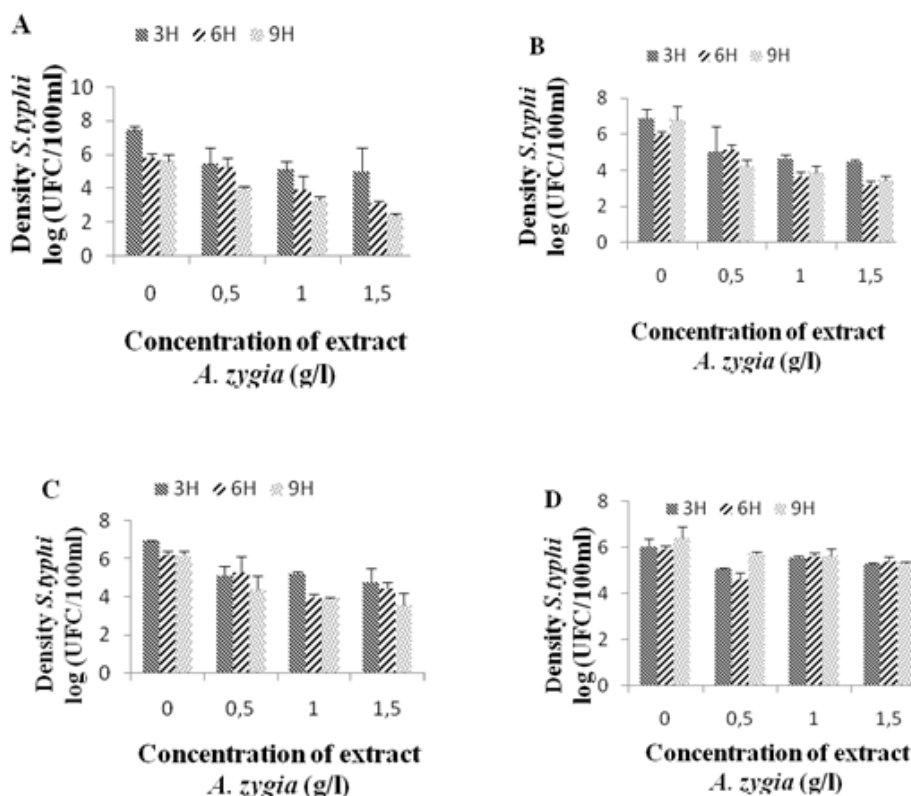 A
3H 6H 9H
Density S.typhi
log (UFC/100ml)
10
8
6
4
2
0
0 0,5 1 1,5
Concentration of extract
A. zygia (g/l)
B
3H 6H 9H
Density S.typhi
log (UFC/100ml)
8
6
4
2
0
0 0,5 1 1,5
Concentration of extract
A. zygia (g/l)
C
3H 6H 9H
Density S.typhi
log (UFC/100ml)
8
6
4
2
0
0 0,5 1 1,5
Concentration of extract
A. zygia (g/l)
D
3H 6H 9H
Density S.typhi
log (UFC/100ml)
8
6
4
2
0
0 0,5 1 1,5
Concentration of extract
A. zygia (g/l)